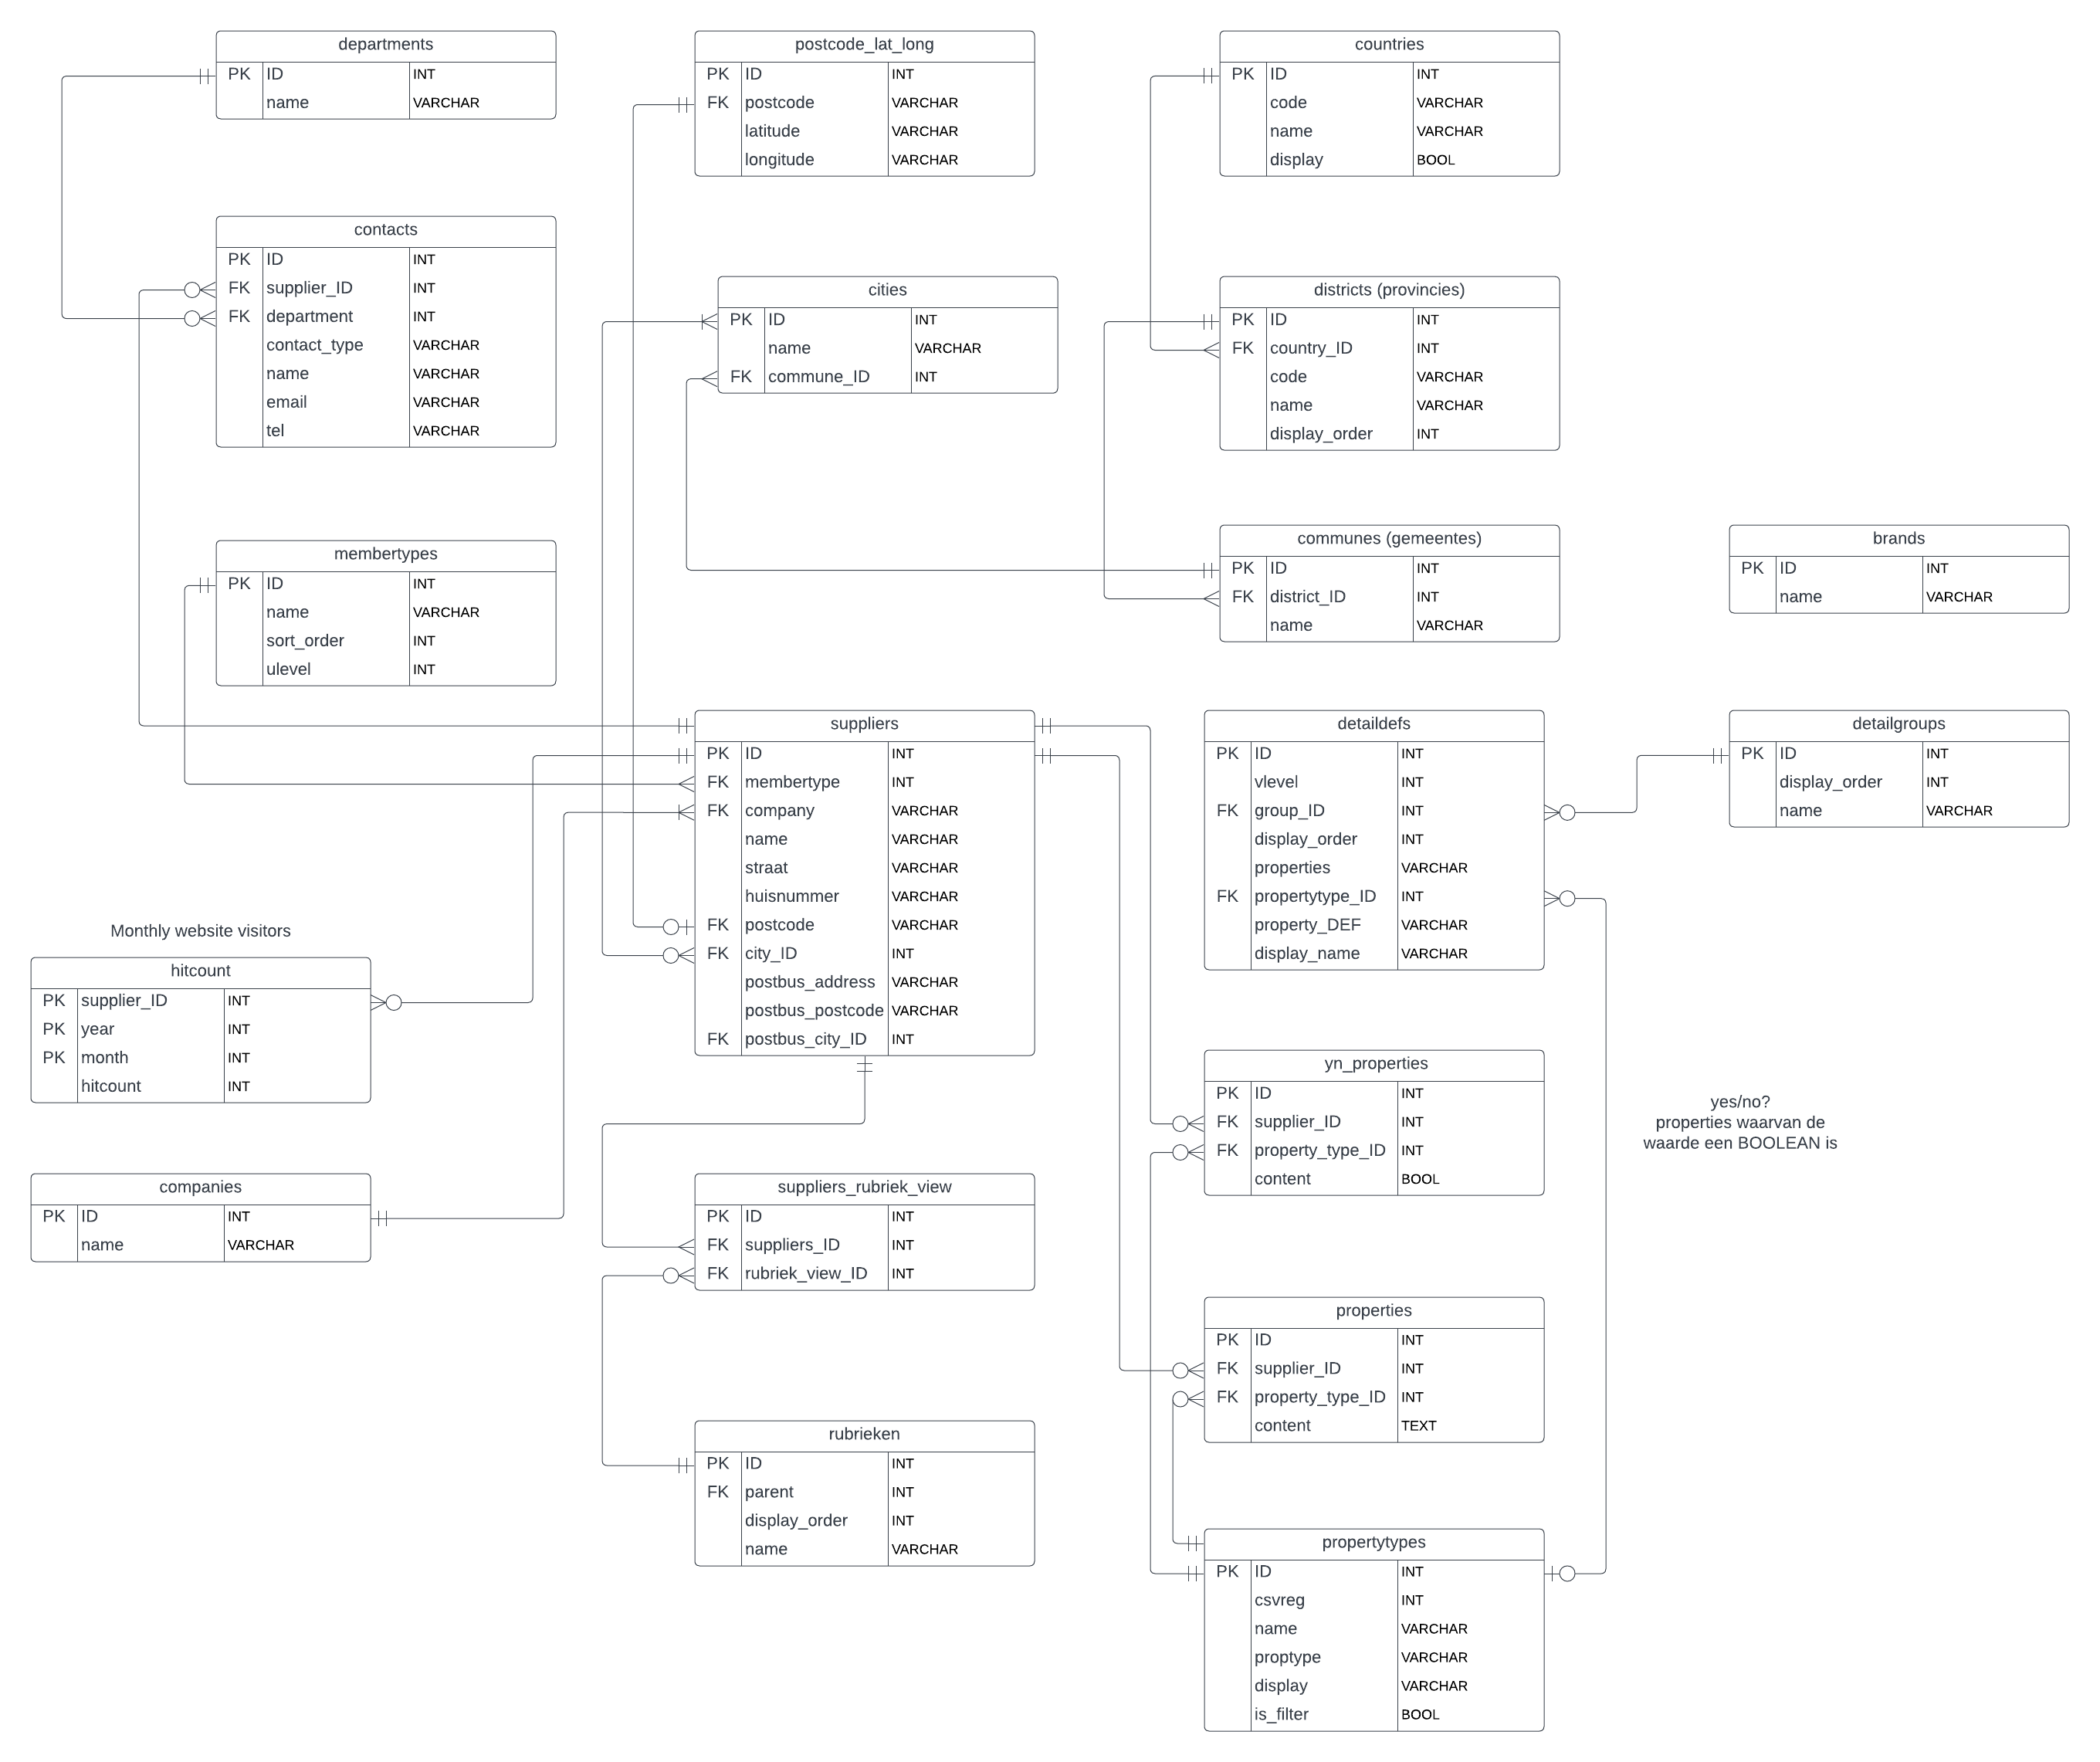 departments
PK ID INT
name VARCHAR
postcode_lat_long
PK ID INT
FK postcode VARCHAR
latitude VARCHAR
longitude VARCHAR
countries
PK ID INT
code VARCHAR
name VARCHAR
display BOOL
contacts
PK ID INT
FK supplier_ID INT
FK department INT
contact_type VARCHAR
name VARCHAR
email VARCHAR
tel VARCHAR
cities
PK ID INT
name VARCHAR
FK commune_ID INT
districts (provincies)
PK ID INT
FK country_ID INT
code VARCHAR
name VARCHAR
display_order INT
membertypes
PK ID INT
name VARCHAR
sort_order INT
ulevel INT
communes (gemeentes)
PK ID INT
FK district_ID INT
name VARCHAR
brands
PK ID INT
name VARCHAR
suppliers
PK ID INT
FK membertype INT
FK company VARCHAR
name VARCHAR
straat VARCHAR
huisnummer VARCHAR
FK postcode VARCHAR
FK city_ID INT
postbus_address VARCHAR
postbus_postcode VARCHAR
FK postbus_city_ID INT
detaildefs
PK ID INT
vlevel INT
FK group_ID INT
display_order INT
properties VARCHAR
FK propertytype_ID INT
property_DEF VARCHAR
display_name VARCHAR
detailgroups
PK ID INT
display_order INT
name VARCHAR
Monthly website visitors
hitcount
PK supplier_ID INT
PK year INT
PK month INT
hitcount INT
yn_properties
PK ID INT
FK supplier_ID INT
FK property_type_ID INT
content BOOL
yes/no?
properties waarvan de
waarde een BOOLEAN is
companies
PK ID INT
name VARCHAR
suppliers_rubriek_view
PK ID INT
FK suppliers_ID INT
FK rubriek_view_ID INT
properties
PK ID INT
FK supplier_ID INT
FK property_type_ID INT
content TEXT
rubrieken
PK ID INT
FK parent INT
display_order INT
name VARCHAR
propertytypes
PK ID INT
csvreg INT
name VARCHAR
proptype VARCHAR
display VARCHAR
is_filter BOOL